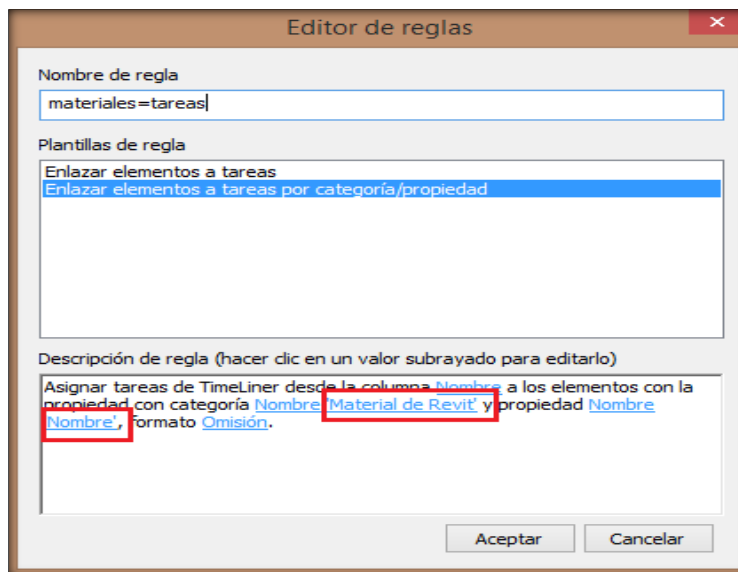 Editor de reglas
Nombre de regla
materiales=tareas
Plantillas de regla
Enlazar elementos a tareas
Enlazar elementos a tareas por categoría/propiedad
Descripción de regla (hacer clic en un valor subrayado para editarlo)
Asignar tareas de TimeLiner desde la columna Nombre a los elementos con la
propiedad con categoría Nombre 'Material de Revit' y propiedad Nombre
'Nombre', formato Omisión.
Aceptar Cancelar